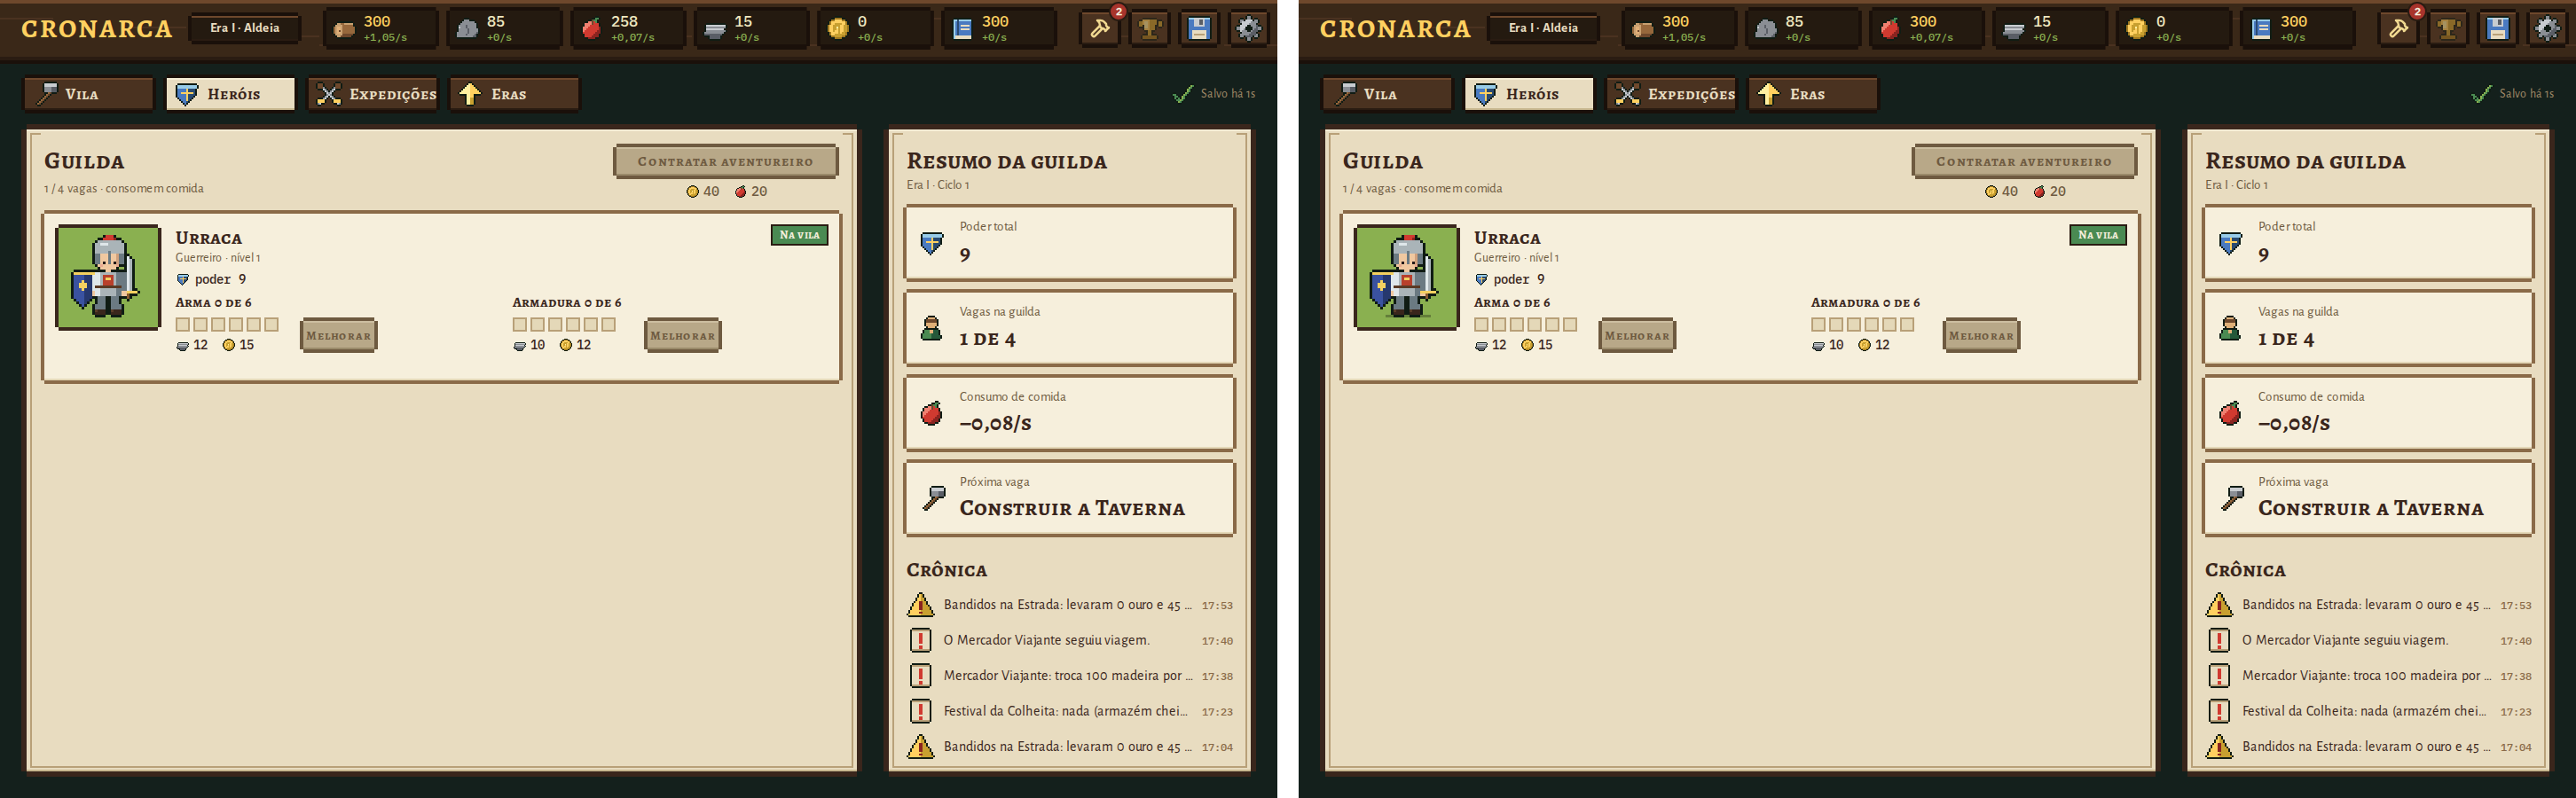 CRONARCA
Era I · Aldeia
300
+1,05/s
85
+0/s
258
+0,07/s
15
+0/s
0
+0/s
300
+0/s
2
Vila
Heróis
Expedições
Eras
Salvo há 1s
Guilda
1 / 4 vagas · consomem comida
Contratar aventureiro
40 20
Urraca
Guerreiro · nível 1
poder 9
Na vila
Arma 0 de 6
Melhorar
12 15
Armadura 0 de 6
Melhorar
10 12
Resumo da guilda
Era I · Ciclo 1
Poder total
9
Vagas na guilda
1 de 4
Consumo de comida
−0,08/s
Próxima vaga
Construir a Taverna
Crônica
Bandidos na Estrada: levaram 0 ouro e 45 ... 17:53
O Mercador Viajante seguiu viagem. 17:40
Mercador Viajante: troca 100 madeira por ... 17:38
Festival da Colheita: nada (armazém chei... 17:23
Bandidos na Estrada: levaram 0 ouro e 45 ... 17:04
CRONARCA
Era I · Aldeia
300
+1,05/s
85
+0/s
300
+0,07/s
15
+0/s
0
+0/s
300
+0/s
2
Vila
Heróis
Expedições
Eras
Salvo há 1s
Guilda
1 / 4 vagas · consomem comida
Contratar aventureiro
40 20
Urraca
Guerreiro · nível 1
poder 9
Na vila
Arma 0 de 6
Melhorar
12 15
Armadura 0 de 6
Melhorar
10 12
Resumo da guilda
Era I · Ciclo 1
Poder total
9
Vagas na guilda
1 de 4
Consumo de comida
−0,08/s
Próxima vaga
Construir a Taverna
Crônica
Bandidos na Estrada: levaram 0 ouro e 45 ... 17:53
O Mercador Viajante seguiu viagem. 17:40
Mercador Viajante: troca 100 madeira por ... 17:38
Festival da Colheita: nada (armazém chei... 17:23
Bandidos na Estrada: levaram 0 ouro e 45 ... 17:04